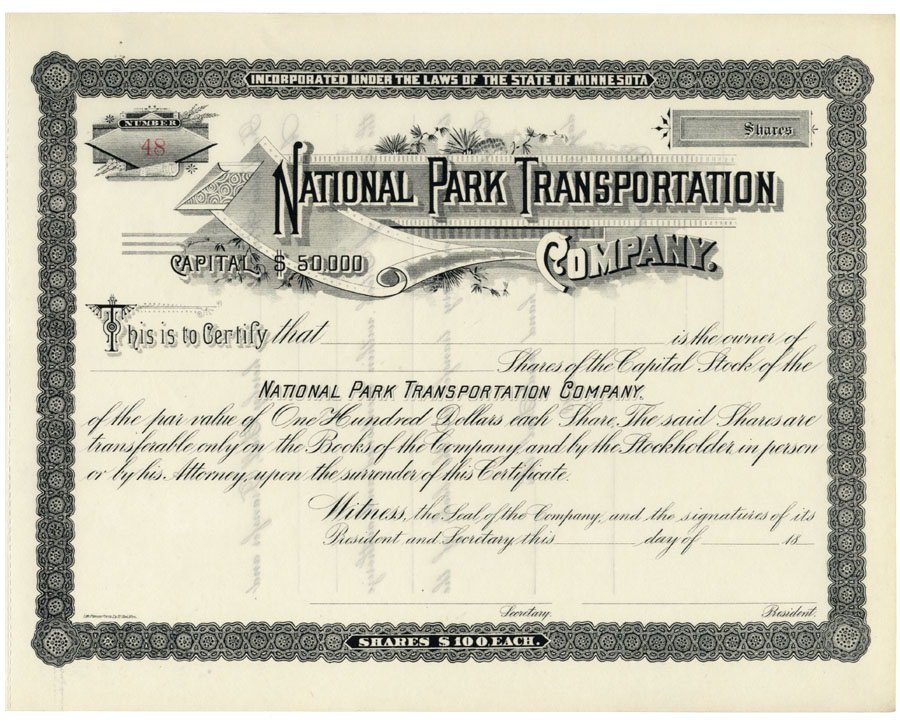 INCORPORATED UNDER THE LAWS OF THE STATE OF MINNESOTA
NUMBER
48
Shares
NATIONAL PARK TRANSPORTATION
COMPANY.
CAPITAL, $ 50,000
This is to Certify that is the owner of
Shares of the Capital Stock of the
NATIONAL PARK TRANSPORTATION COMPANY.
of the par value of One Hundred Dollars each Share. The said Shares are
transferable only on the Books of the Company, and by the Stockholder in person
or by his Attorney, upon the surrender of this Certificate.
Witness, the Seal of the Company, and the signatures of its
President and Secretary this day of 18
Secretary. President.
SHARES $100 EACH.